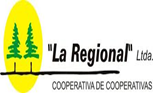 "La Regional" Ltda.
COOPERATIVA DE COOPERATIVAS